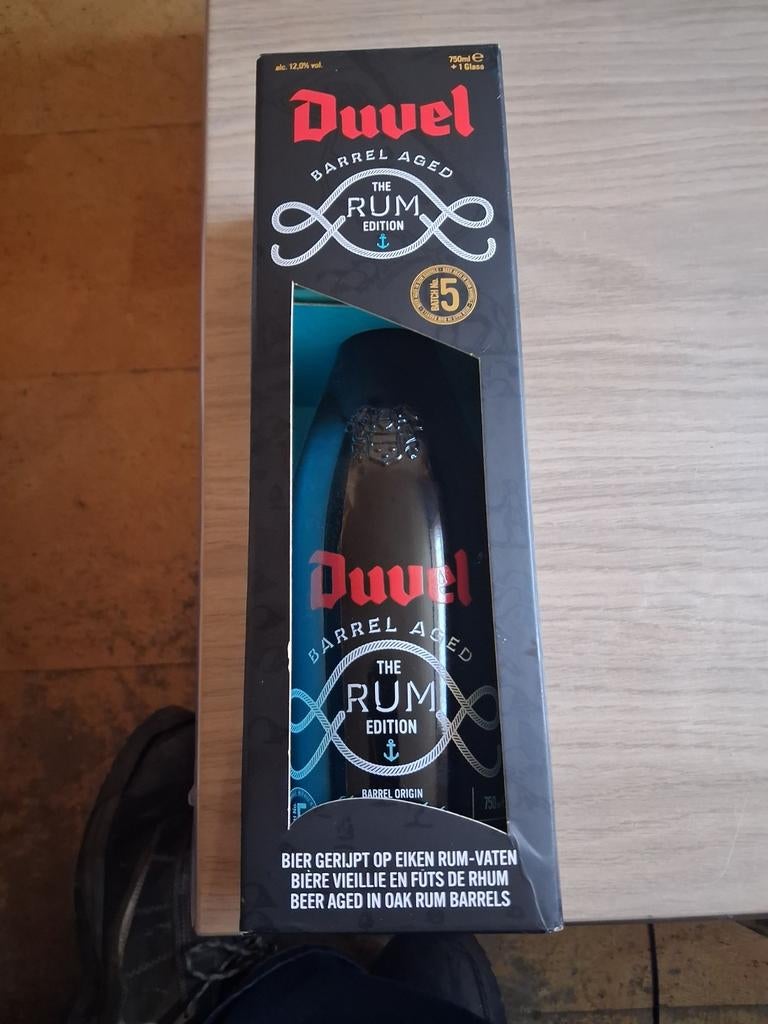 alc. 12,0% vol.
750ml ℮
+ 1 Glass
Duvel
BARREL AGED
THE
RUM
EDITION
BATCH No.
5
Duvel
BARREL AGED
THE
RUM
EDITION
BARREL ORIGIN
750
BIER GERIJPT OP EIKEN RUM-VATEN
BIÈRE VIEILLIE EN FÛTS DE RHUM
BEER AGED IN OAK RUM BARRELS